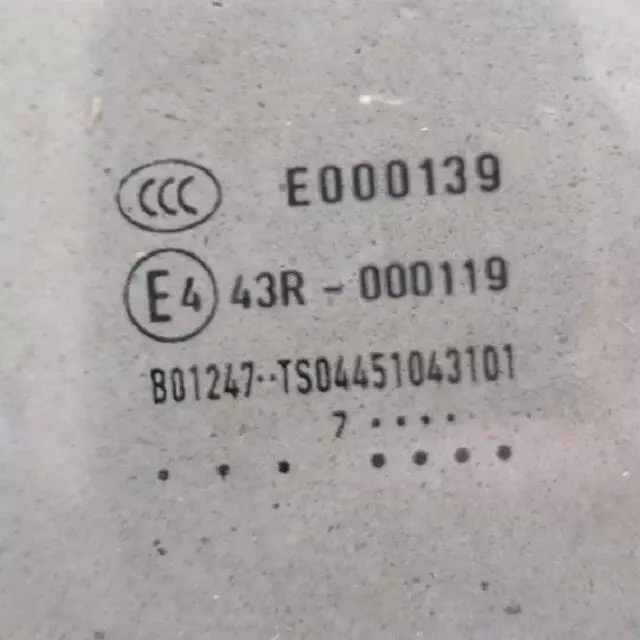 CCC E000139
E4 43R - 000119
B01247··TS04451043101
7 ····